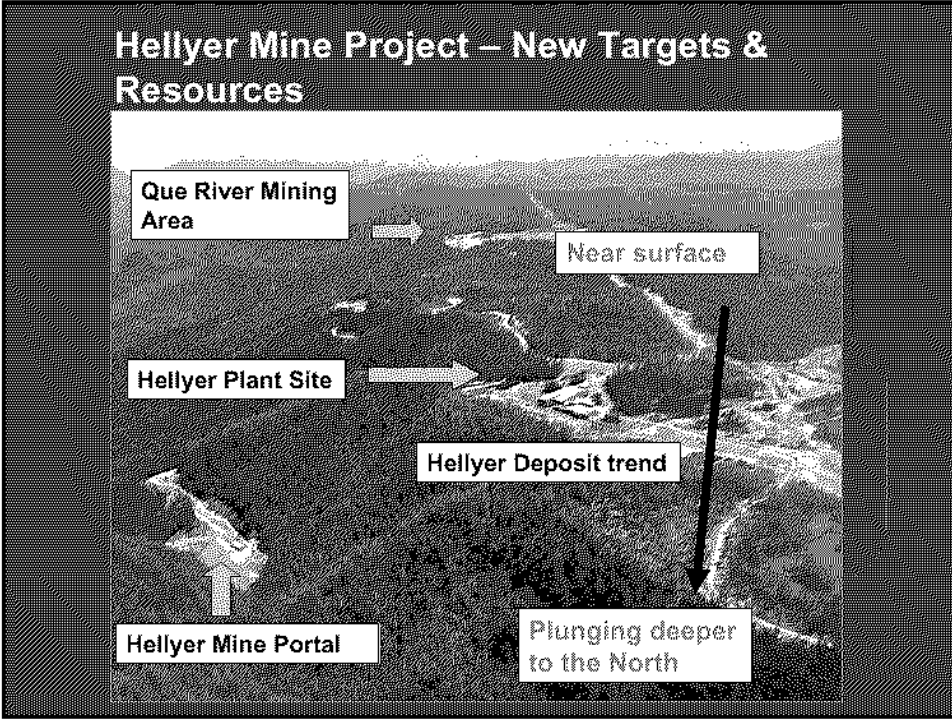 Hellyer Mine Project – New Targets &
Resources
Que River Mining
Area
Near surface
Hellyer Plant Site
Hellyer Deposit trend
Hellyer Mine Portal
Plunging deeper
to the North